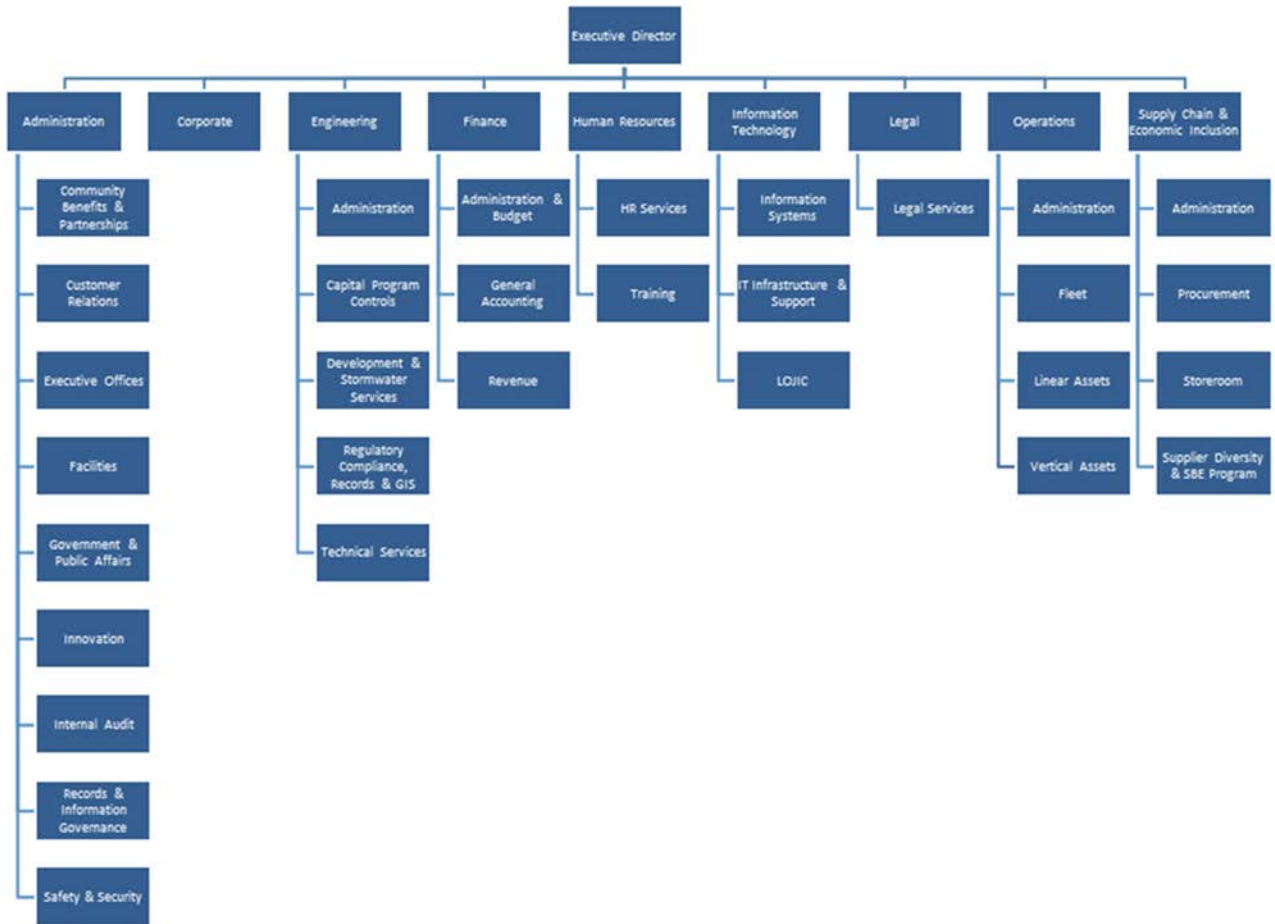 Executive Director
Administration
Corporate
Engineering
Finance
Human Resources
Information
Technology
Legal
Operations
Supply Chain &
Economic Inclusion
Community
Benefits &
Partnerships
Customer
Relations
Executive Offices
Facilities
Government &
Public Affairs
Innovation
Internal Audit
Records &
Information
Governance
Safety & Security
Administration
Capital Program
Controls
Development &
Stormwater
Services
Regulatory
Compliance,
Records & GIS
Technical Services
Administration &
Budget
General
Accounting
Revenue
HR Services
Training
Information
Systems
IT Infrastructure &
Support
LOJIC
Legal Services
Administration
Fleet
Linear Assets
Vertical Assets
Administration
Procurement
Storeroom
Supplier Diversity
& SBE Program